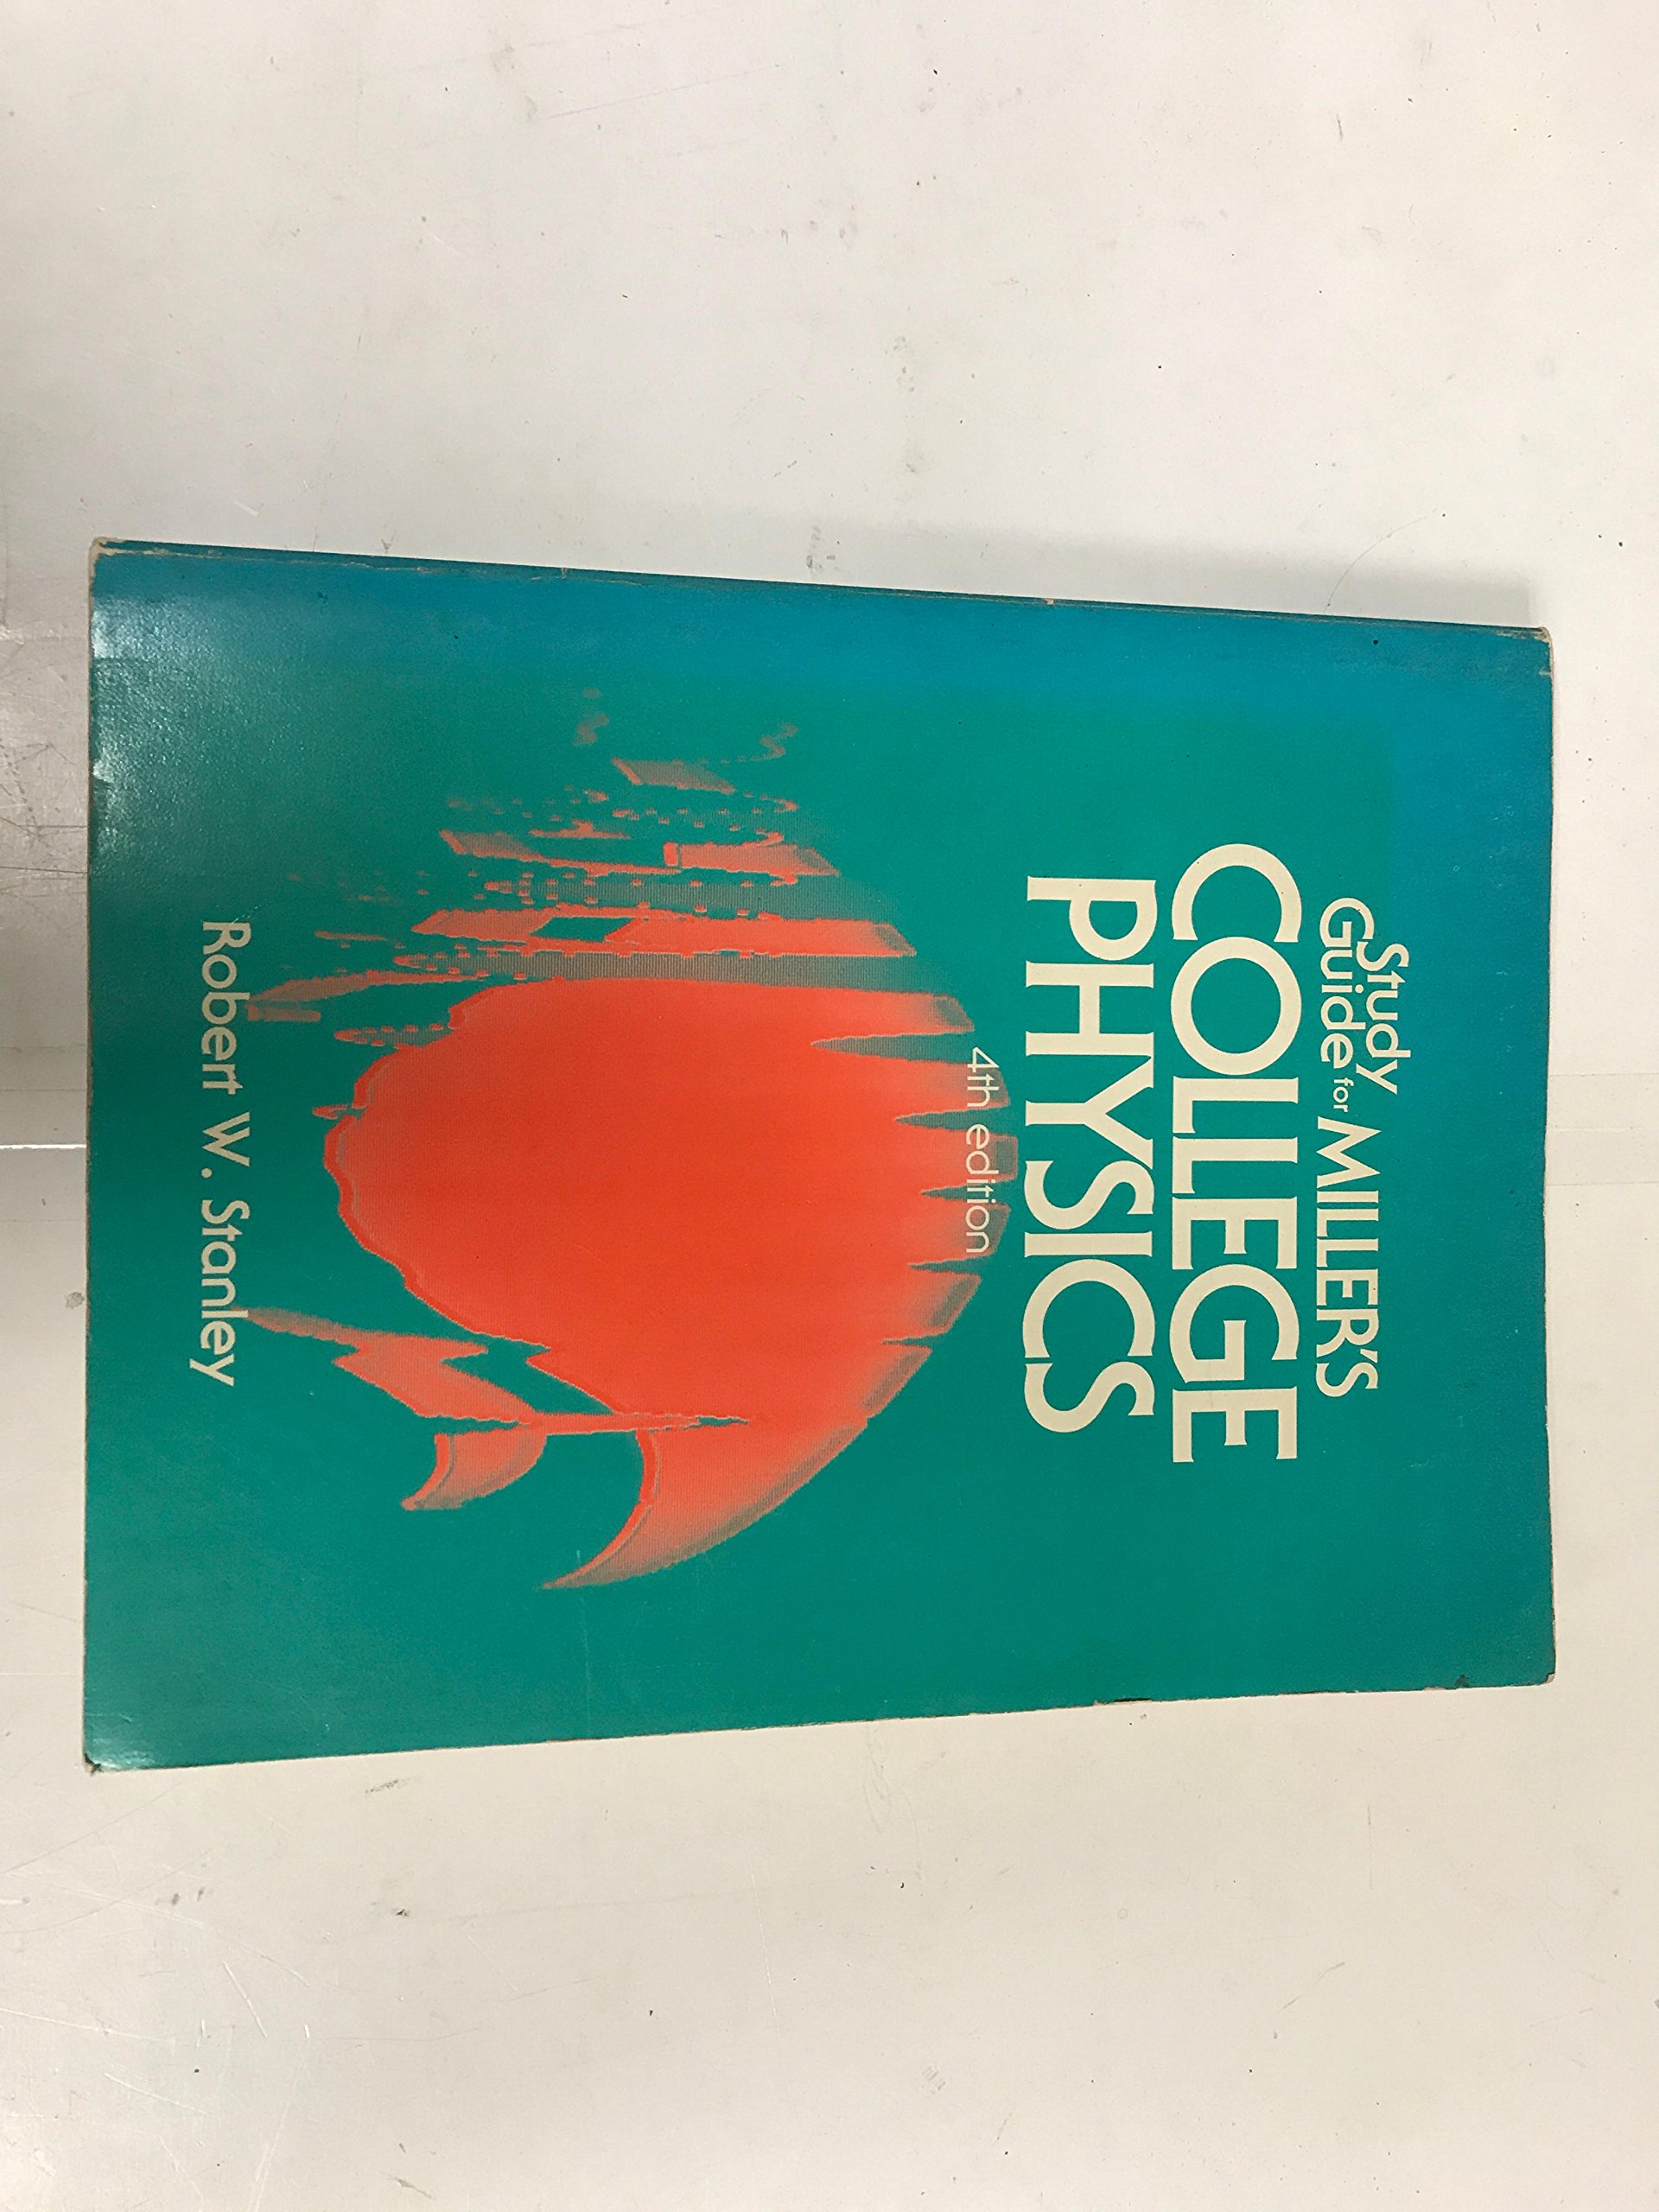 Study
Guide for MILLER'S
COLLEGE
PHYSICS
4th edition
Robert W. Stanley